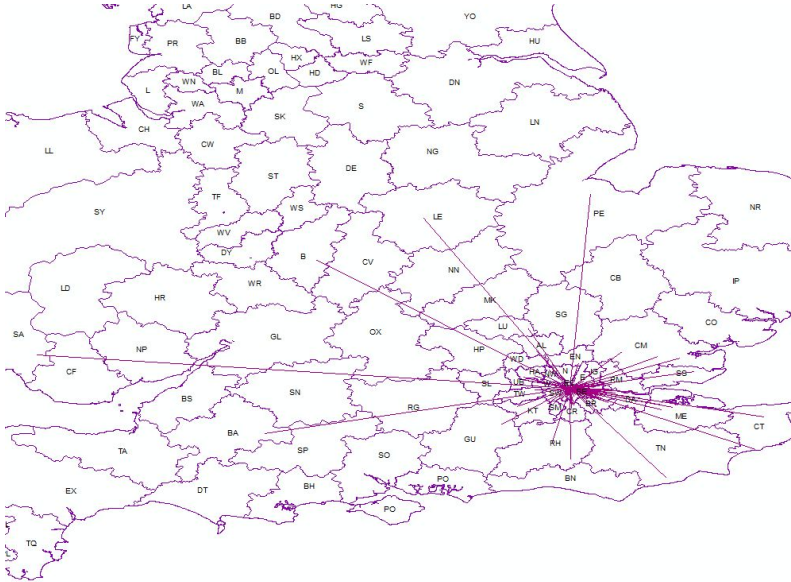 LA
BD
HG
YO
FY
PR
BB
LS
HU
HX
WF
BL
OL
HD
WN
DN
L
M
S
WA
SK
LN
CH
LL
CW
NG
ST
DE
TF
WS
NR
SY
LE
PE
WV
DY
B
CV
NN
CB
IP
LD
WR
HR
MK
SG
LU
CO
SA
GL
OX
AL
CM
NP
HP
EN
WD
CF
HA
N
IG
SS
SL
UB
E
RM
BS
SN
TW
RG
KT
SM
BR
DA
ME
CT
CR
BA
GU
RH
TA
SP
SO
TN
EX
DT
BH
PO
BN
PO
TQ